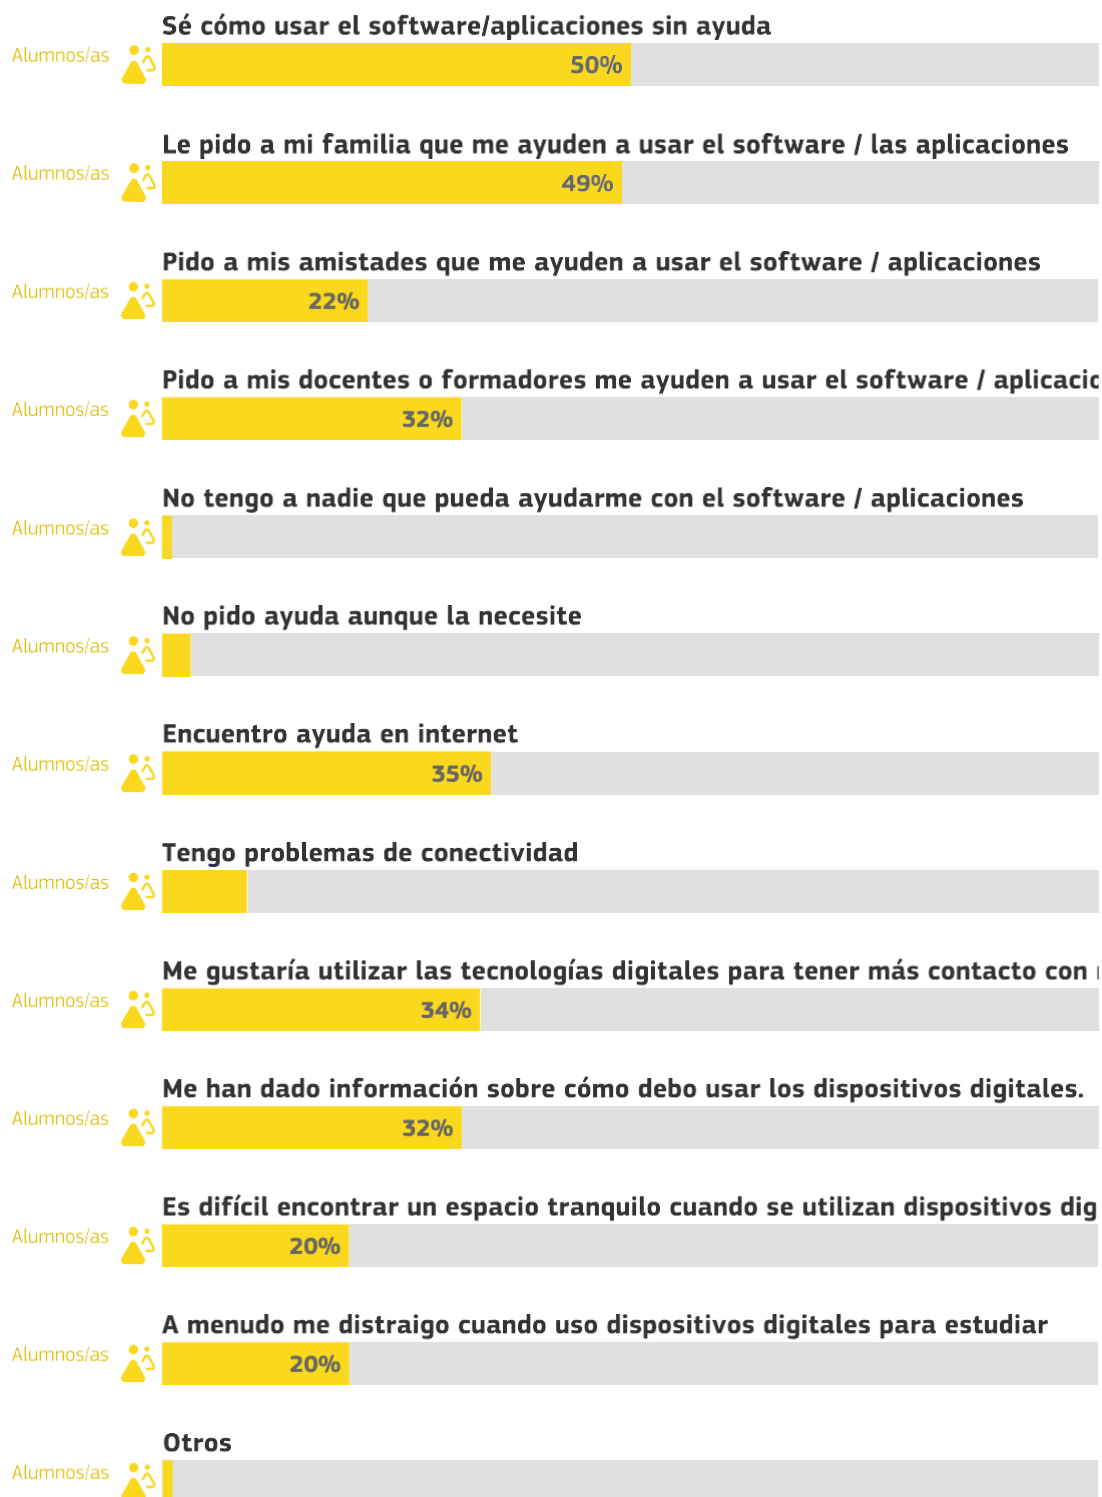 Sé cómo usar el software/aplicaciones sin ayuda
Alumnos/as
50%
Le pido a mi familia que me ayuden a usar el software / las aplicaciones
Alumnos/as
49%
Pido a mis amistades que me ayuden a usar el software / aplicaciones
Alumnos/as
22%
Pido a mis docentes o formadores me ayuden a usar el software /
Alumnos/as
32%
No tengo a nadie que pueda ayudarme con el software / aplicaciones
Alumnos/as
No pido ayuda aunque la necesite
Alumnos/as
Encuentro ayuda en internet
Alumnos/as
35%
Tengo problemas de conectividad
Alumnos/as
Me gustaría utilizar las tecnologías digitales para tener más contacto con
Alumnos/as
34%
Me han dado información sobre cómo debo usar los dispositivos digitales.
Alumnos/as
32%
Es difícil encontrar un espacio tranquilo cuando se utilizan dispositivos
Alumnos/as
20%
A menudo me distraigo cuando uso dispositivos digitales para estudiar
Alumnos/as
20%
Otros
Alumnos/as